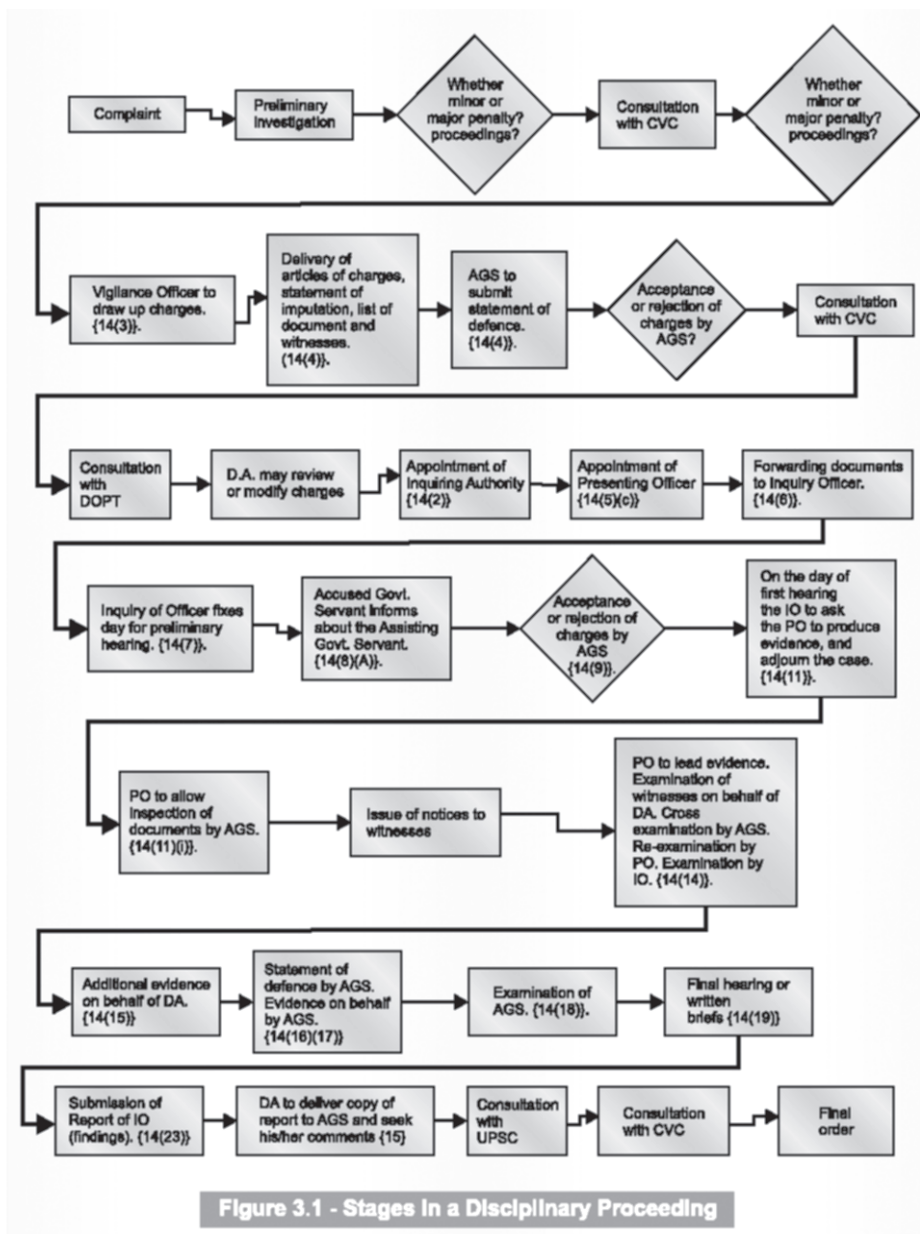 Complaint
Preliminary
Investigation
Whether
minor or
major penalty?
proceedings?
Consultation
with CVC
Whether
minor or
major penalty?
proceedings?
Vigilance Officer to
draw up charges.
{14(3)}.
Delivery of
articles of charges,
statement of
imputation, list of
document and
witnesses.
{14(4)}.
AGS to
submit
statement of
defence.
{14(4)}.
Acceptance
or rejection of
charges by
AGS?
Consultation
with CVC
Consultation
with
DOPT
D.A. may review
or modify charges
Appointment of
Inquiring Authority
{14(2)}
Appointment of
Presenting Officer
{14(5)(c)}
Forwarding documents
to Inquiry Officer.
{14(6)}.
Inquiry of Officer fixes
day for preliminary
hearing. {14(7)}.
Accused Govt.
Servant Informs
about the Assisting
Govt. Servant.
{14(8)(A)}.
Acceptance
or rejection of
charges by
AGS
{14(9)}.
On the day of
first hearing
the IO to ask
the PO to produce
evidence, and
adjourn the case.
{14(11)}.
PO to allow
inspection of
documents by AGS.
{14(11)(i)}.
Issue of notices to
witnesses
PO to lead evidence.
Examination of
witnesses on behalf of
DA. Cross
examination by AGS.
Re-examination by
PO. Examination by
IO. {14(14)}.
Additional evidence
on behalf of DA.
{14(15)}
Statement of
defence by AGS.
Evidence on behalf
by AGS.
{14(16)(17)}
Examination of
AGS. {14(18)}.
Final hearing or
written
briefs {14(19)}
Submission of
Report of IO
(findings). {14(23)}
DA to deliver copy of
report to AGS and seek
his/her comments {15}
Consultation
with
UPSC
Consultation
with CVC
Final
order
Figure 3.1 - Stages in a Disciplinary Proceeding